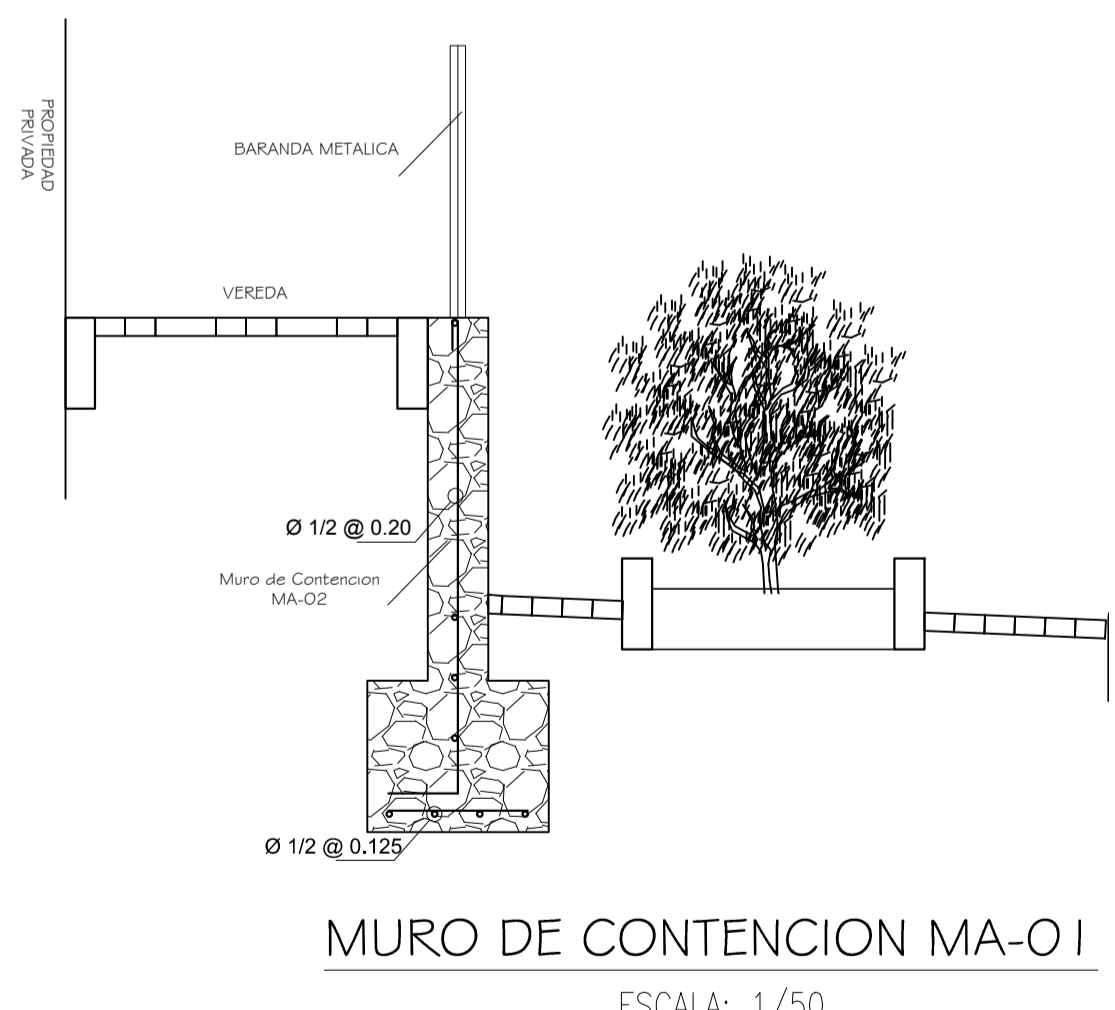 PROPIEDAD
PRIVADA
BARANDA METALICA
VEREDA
Ø 1/2 @ 0.20
Muro de Contencion
MA-02
Ø 1/2 @ 0.125
MURO DE CONTENCION MA-01
ESCALA: 1/50